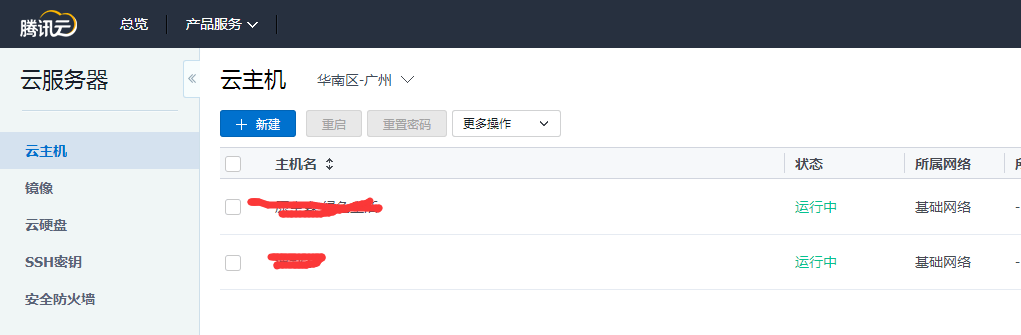 腾讯云 总览 产品服务
云服务器
云主机
镜像
云硬盘
SSH密钥
安全防火墙
云主机 华南区-广州
新建 重启 重置密码 更多操作
主机名 状态 所属网络
运行中 基础网络 -
运行中 基础网络 -